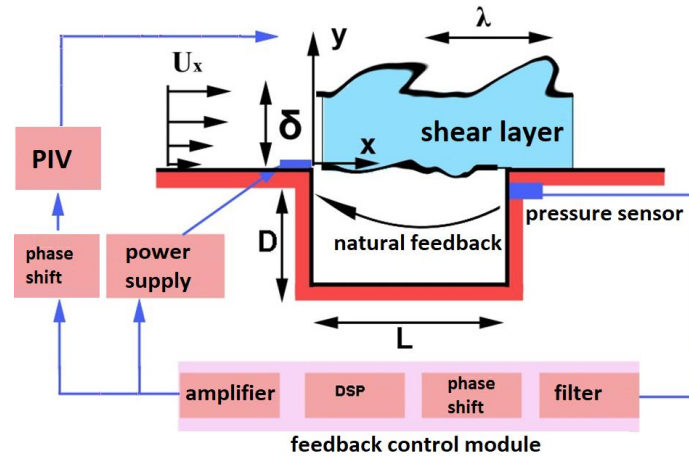 λ
y
Ux
δ
shear layer
x
PIV
pressure sensor
natural feedback
D
phase
shift
power
supply
L
amplifier
DSP
phase
shift
filter
feedback control module